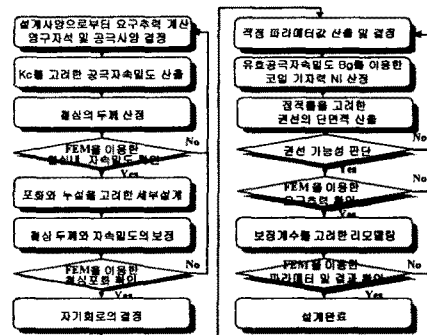 설계사양으로부터 요구추력 계산
영구자석 및 공극사양 결정
Kc를 고려한 공극자속밀도 산출
철심의 두께 산정
FEM을 이용한
철심내 자속밀도 확인
No
Yes
포화와 누설을 고려한 세부설계
철심 두께와 자속밀도의 보정
FEM을 이용한
철심포화 확인
No
Yes
자기회로의 결정
적정 파라메터값 산출 및 결정
유효공극자속밀도 Bg를 이용한
코일 기자력 NI 산정
점적률을 고려한
권선의 단면적 산출
권선 가능성 판단
No
Yes
FEM을 이용한
요구추력 확인
No
Yes
보정계수를 고려한 리모델링
FEM을 이용한
파라메터 및 결과 확인
No
Yes
설계완료